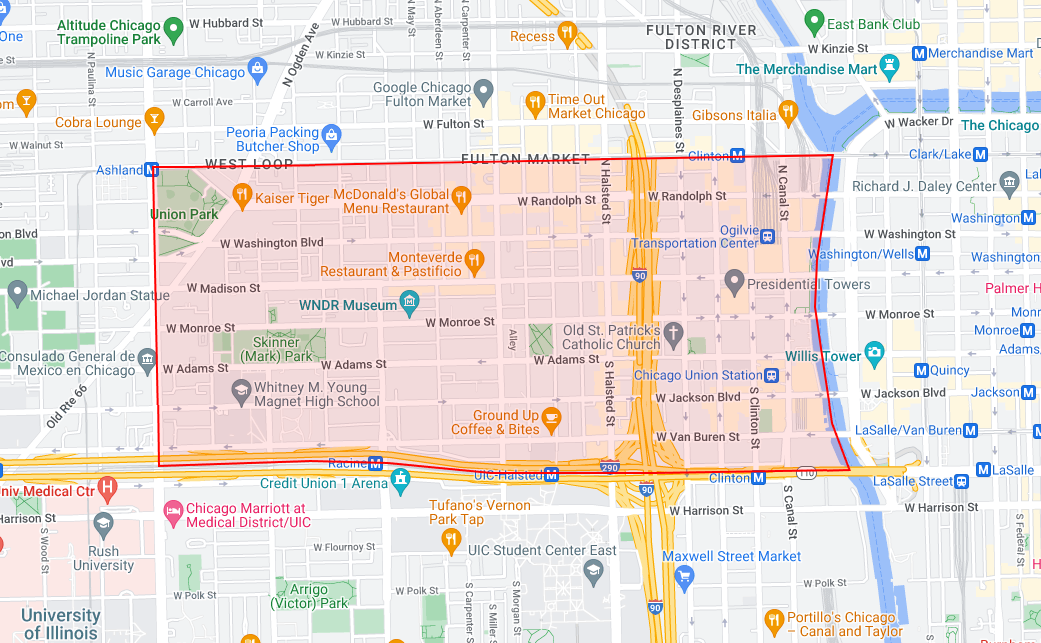 W Hubbard St
Altitude Chicago
Trampoline Park
One
W Hubbard St
N May St
N Aberdeen St
N Carpenter St
Recess
FULTON RIVER
DISTRICT
East Bank Club
W Kinzie St
W Kinzie St
Merchandise Mart
The Merchandise Mart
N Ogden Ave
N Paulina St
Music Garage Chicago
Google Chicago
Fulton Market
N Desplaines St
W Carroll Ave
Time Out
Market Chicago
Gibsons Italia
Cobra Lounge
W Fulton St
W Wacker Dr
The Chicago
Peoria Packing
Butcher Shop
W Walnut St
WEST LOOP
FULTON MARKET
Clinton
Clark/Lake
Ashland
N Halsted St
N Canal St
Richard J. Daley Center
Kaiser Tiger
McDonald's Global
Menu Restaurant
W Randolph St
W Randolph St
Union Park
Washington
on Blvd
W Washington Blvd
Ogilvie
Transportation Center
W Washington St
Washington/Wells
Washington
Monteverde
Restaurant & Pastificio
90
Michael Jordan Statue
W Madison St
Presidential Towers
Palmer H
WNDR Museum
W Monroe St
W Monroe St
W Monroe St
Monroe
Skinner
(Mark) Park
Alley
Old St. Patrick's
Catholic Church
Adams
Consulado General de
Mexico en Chicago
W Adams St
W Adams St
W Adams St
Willis Tower
Quincy
Old Rte 66
Whitney M. Young
Magnet High School
S Halsted St
Chicago Union Station
S Clinton St
W Jackson Blvd
W Jackson Blvd
Jackson
Ground Up
Coffee & Bites
W Van Buren St
LaSalle/Van Buren
Racine
UIC-Halsted
290
Clinton
110
LaSalle
Credit Union 1 Arena
LaSalle Street
Univ Medical Ctr
90
Harrison St
Chicago Marriott at
Medical District/UIC
Tufano's Vernon
Park Tap
W Harrison St
S Canal St
W Harrison St
S Wood St
Rush
University
W Flournoy St
UIC Student Center East
Maxwell Street Market
S Federal St
W Polk St
Arrigo
(Victor) Park
W Polk St
S Carpenter St
S Miller St
S Morgan St
90
W Polk St
W Polk St
University
of Illinois
Portillo's Chicago
– Canal and Taylor